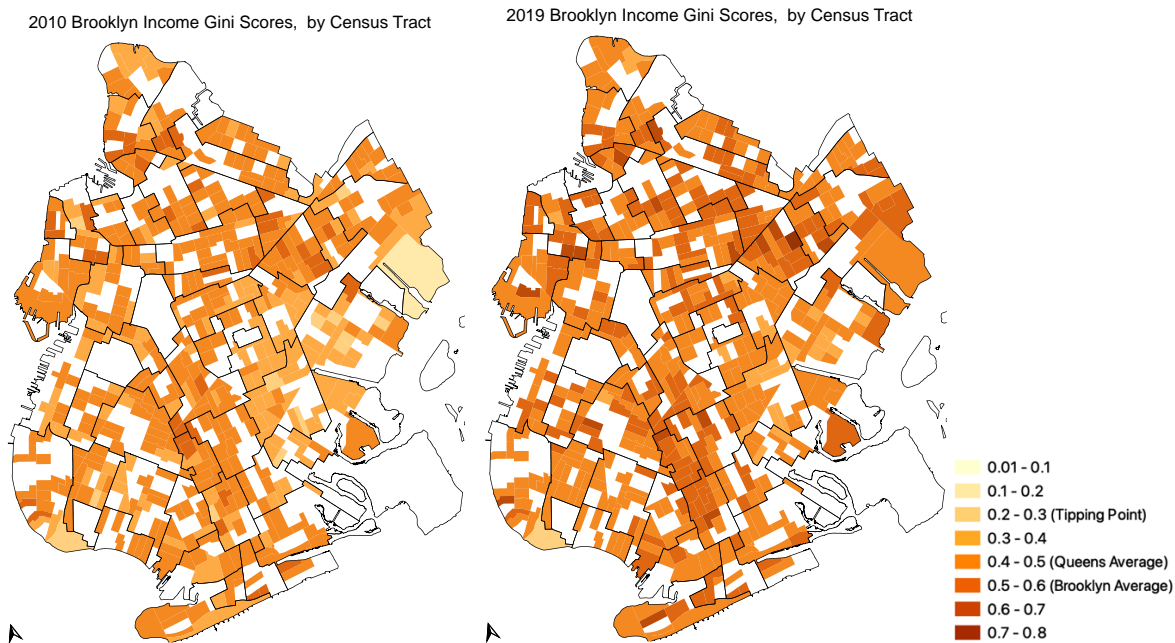 2010 Brooklyn Income Gini Scores, by Census Tract
2019 Brooklyn Income Gini Scores, by Census Tract
0.01 - 0.1
0.1 - 0.2
0.2 - 0.3 (Tipping Point)
0.3 - 0.4
0.4 - 0.5 (Queens Average)
0.5 - 0.6 (Brooklyn Average)
0.6 - 0.7
0.7 - 0.8